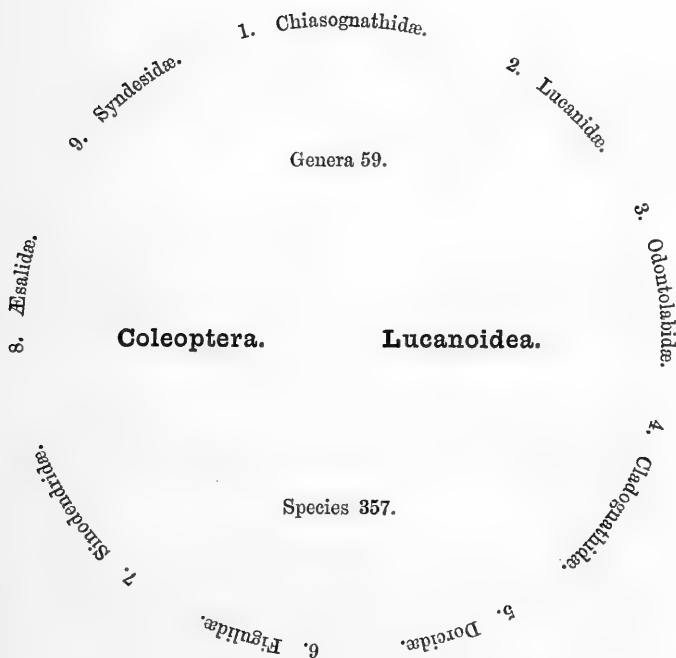 1. Chiasognathidæ.
2. Lucanidæ.
3. Odontolabidæ.
4. Cladognathidæ.
5. Dorcidæ.
6. Figulidæ.
7. Sinodendridæ.
8. Æsalidæ.
9. Syndesidæ.
Genera 59.
Coleoptera. Lucanoidea.
Species 357.